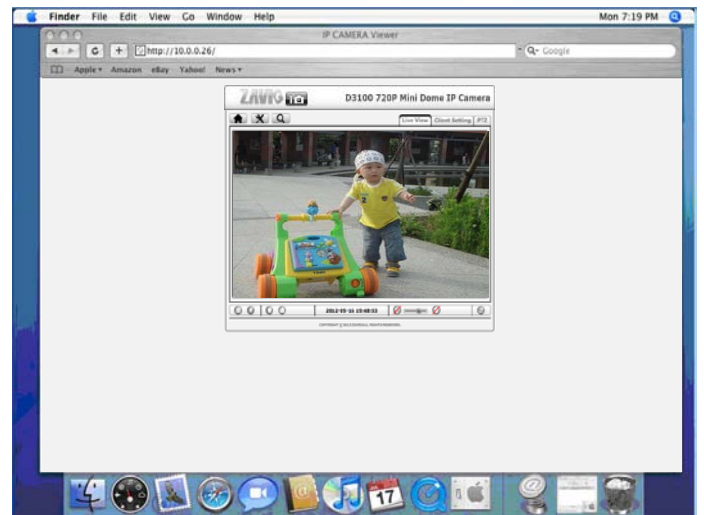 Finder File Edit View Go Window Help Mon 7:19 PM
IP CAMERA Viewer
http://10.0.0.26/ Google
Apple Amazon eBay Yahoo! News
ZAVIO D3100 720P Mini Dome IP Camera
Live View Client Setting PTZ
17